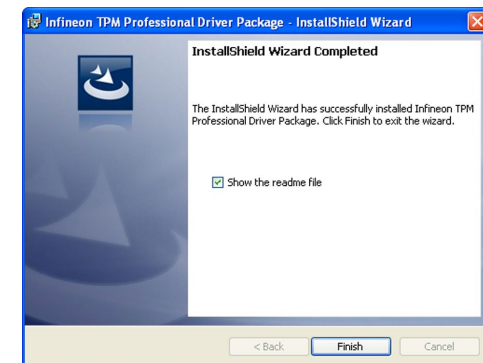 Infineon TPM Professional Driver Package - InstallShield Wizard
InstallShield Wizard Completed
The InstallShield Wizard has successfully installed Infineon TPM
Professional Driver Package. Click Finish to exit the wizard.
Show the readme file
< Back
Finish
Cancel